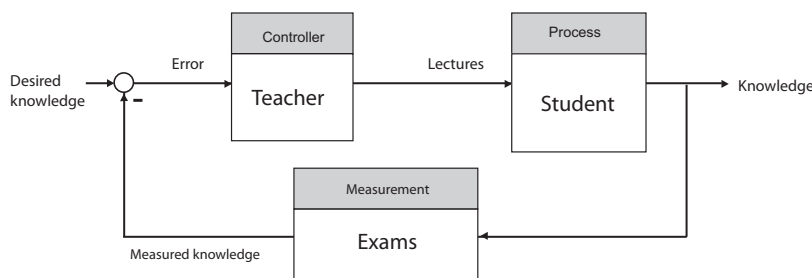 Controller
Process
Error
Lectures
Desired
knowledge
Teacher
Student
Knowledge
-
Measurement
Measured knowledge
Exams